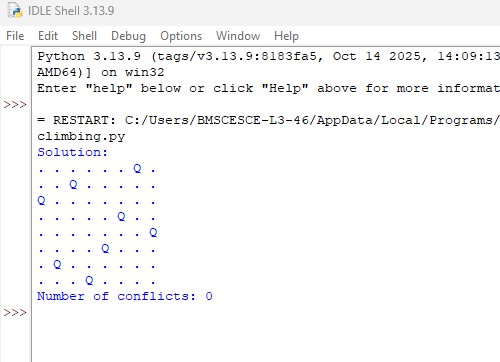 IDLE Shell 3.13.9
File Edit Shell Debug Options Window Help
Python 3.13.9 (tags/v3.13.9:8183fa5, Oct 14 2025, 14:09:13
AMD64)] on win32
Enter "help" below or click "Help" above for more informat
>>>
= RESTART: C:/Users/BMSCESCE-L3-46/AppData/Local/Programs/
climbing.py
Solution:
. . . . . . Q .
. . Q . . . . .
Q . . . . . . .
. . . . . Q . .
. . . . . . . Q
. . . . Q . . .
. Q . . . . . .
. . . Q . . . .
Number of conflicts: 0
>>>